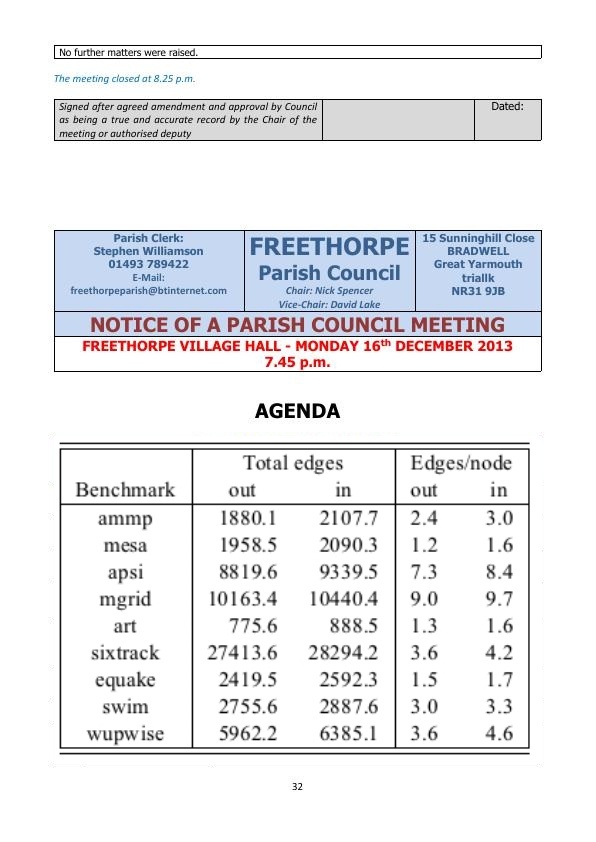 No further matters were raised.
The meeting closed at 8.25 p.m.
Signed after agreed amendment and approval by Council
as being a true and accurate record by the Chair of the
meeting or authorised deputy
Dated:
Parish Clerk:
Stephen Williamson
01493 789422
E-Mail:
freethorpeparish@btinternet.com
FREETHORPE
Parish Council
Chair: Nick Spencer
Vice-Chair: David Lake
15 Sunninghill Close
BRADWELL
Great Yarmouth
triallk
NR31 9JB
NOTICE OF A PARISH COUNCIL MEETING
FREETHORPE VILLAGE HALL - MONDAY 16th DECEMBER 2013
7.45 p.m.
AGENDA
Total edges Edges/node
Benchmark out in out in
ammp 1880.1 2107.7 2.4 3.0
mesa 1958.5 2090.3 1.2 1.6
apsi 8819.6 9339.5 7.3 8.4
mgrid 10163.4 10440.4 9.0 9.7
art 775.6 888.5 1.3 1.6
sixtrack 27413.6 28294.2 3.6 4.2
equake 2419.5 2592.3 1.5 1.7
swim 2755.6 2887.6 3.0 3.3
wupwise 5962.2 6385.1 3.6 4.6
32